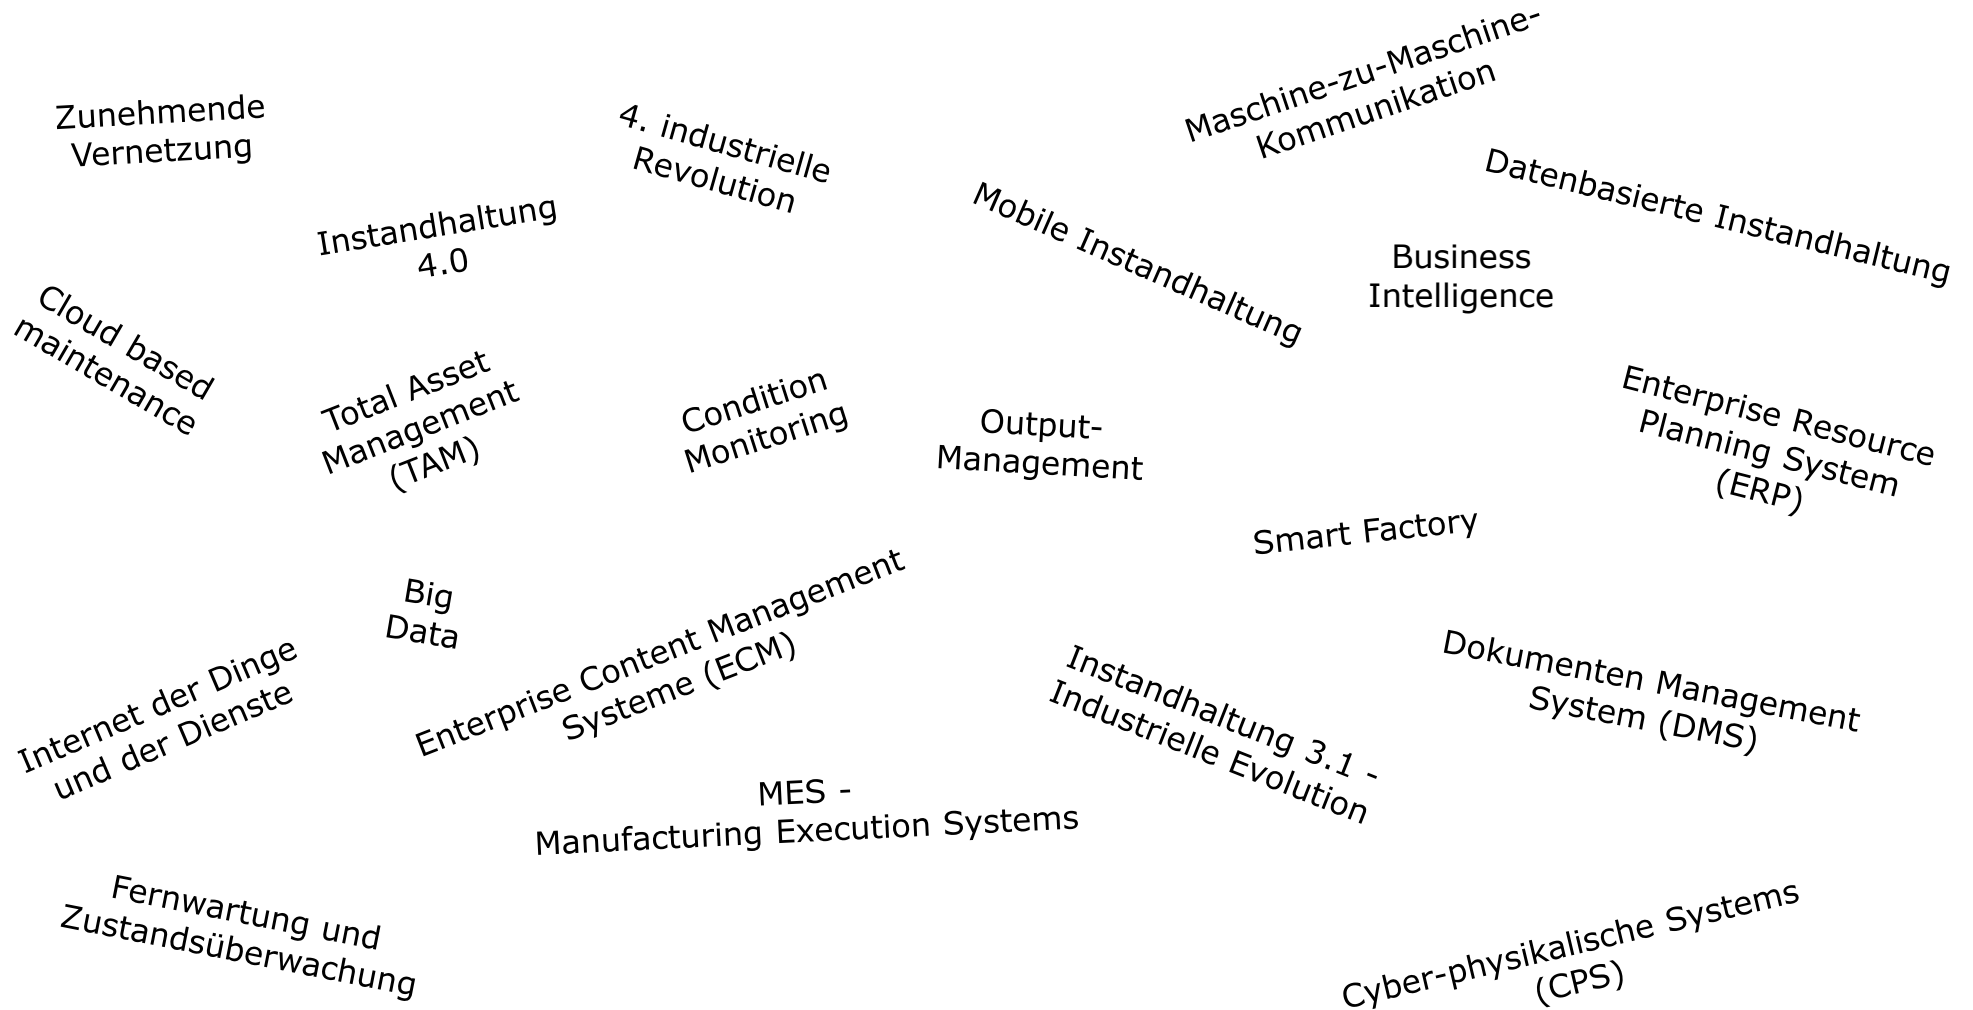 Zunehmende
Vernetzung
4. industrielle
Revolution
Maschine-zu-Maschine-
Kommunikation
Instandhaltung
4.0
Mobile Instandhaltung
Datenbasierte Instandhaltung
Business
Intelligence
Cloud based
maintenance
Total Asset
Management
(TAM)
Condition
Monitoring
Output-
Management
Enterprise Resource
Planning System
(ERP)
Smart Factory
Big
Data
Enterprise Content Management
Systeme (ECM)
Internet der Dinge
und der Dienste
Instandhaltung 3.1 -
Industrielle Evolution
Dokumenten Management
System (DMS)
MES -
Manufacturing Execution Systems
Fernwartung und
Zustandsüberwachung
Cyber-physikalische Systems
(CPS)